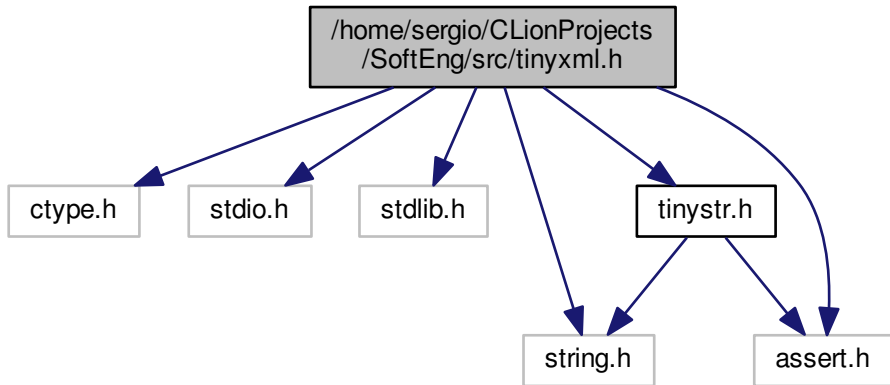 /home/sergio/CLionProjects
/SoftEng/src/tinyxml.h
ctype.h
stdio.h
stdlib.h
tinystr.h
string.h
assert.h